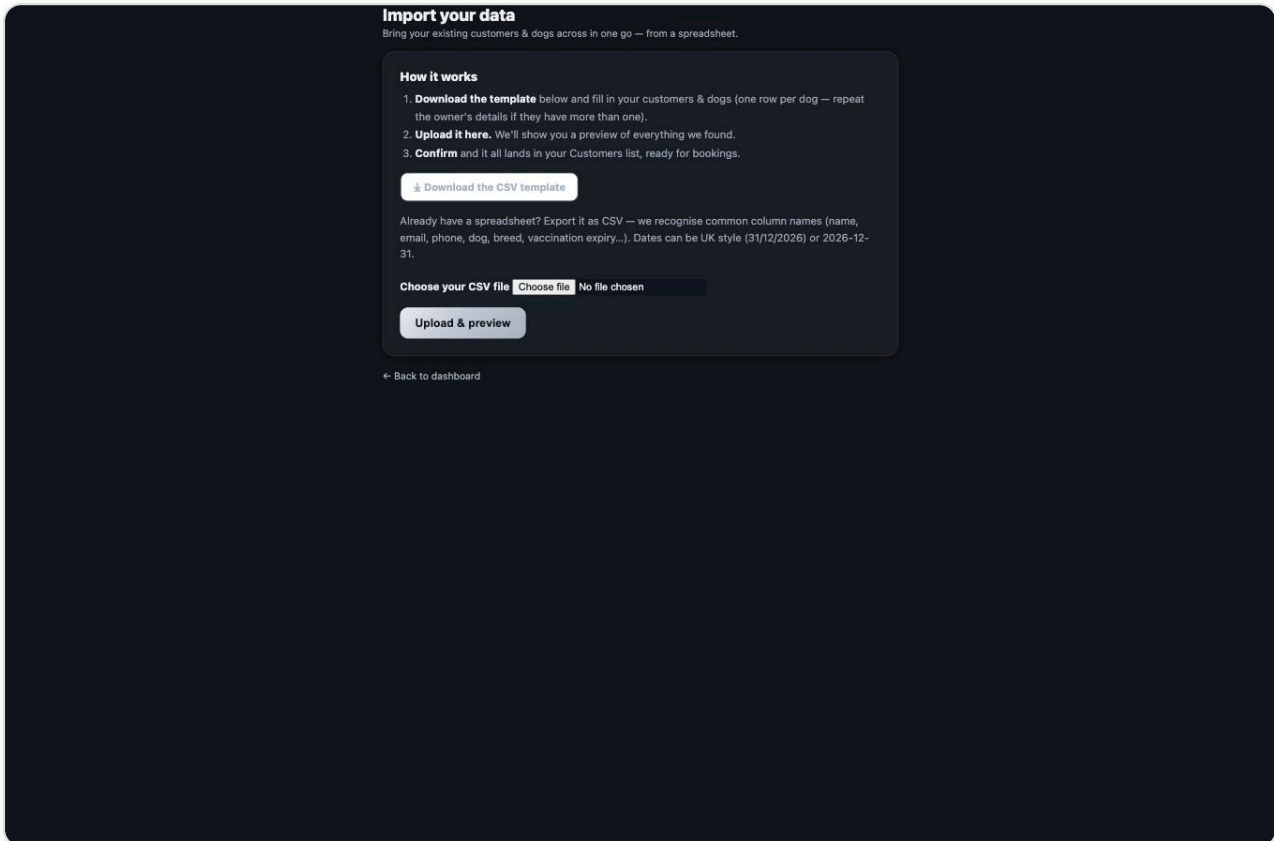 Import your data
Bring your existing customers & dogs across in one go — from a spreadsheet.
How it works
1. Download the template below and fill in your customers & dogs (one row per dog — repeat
the owner's details if they have more than one).
2. Upload it here. We'll show you a preview of everything we found.
3. Confirm and it all lands in your Customers list, ready for bookings.
⤓ Download the CSV template
Already have a spreadsheet? Export it as CSV — we recognise common column names (name,
email, phone, dog, breed, vaccination expiry...). Dates can be UK style (31/12/2026) or 2026-12-
31.
Choose your CSV file Choose file No file chosen
Upload & preview
← Back to dashboard